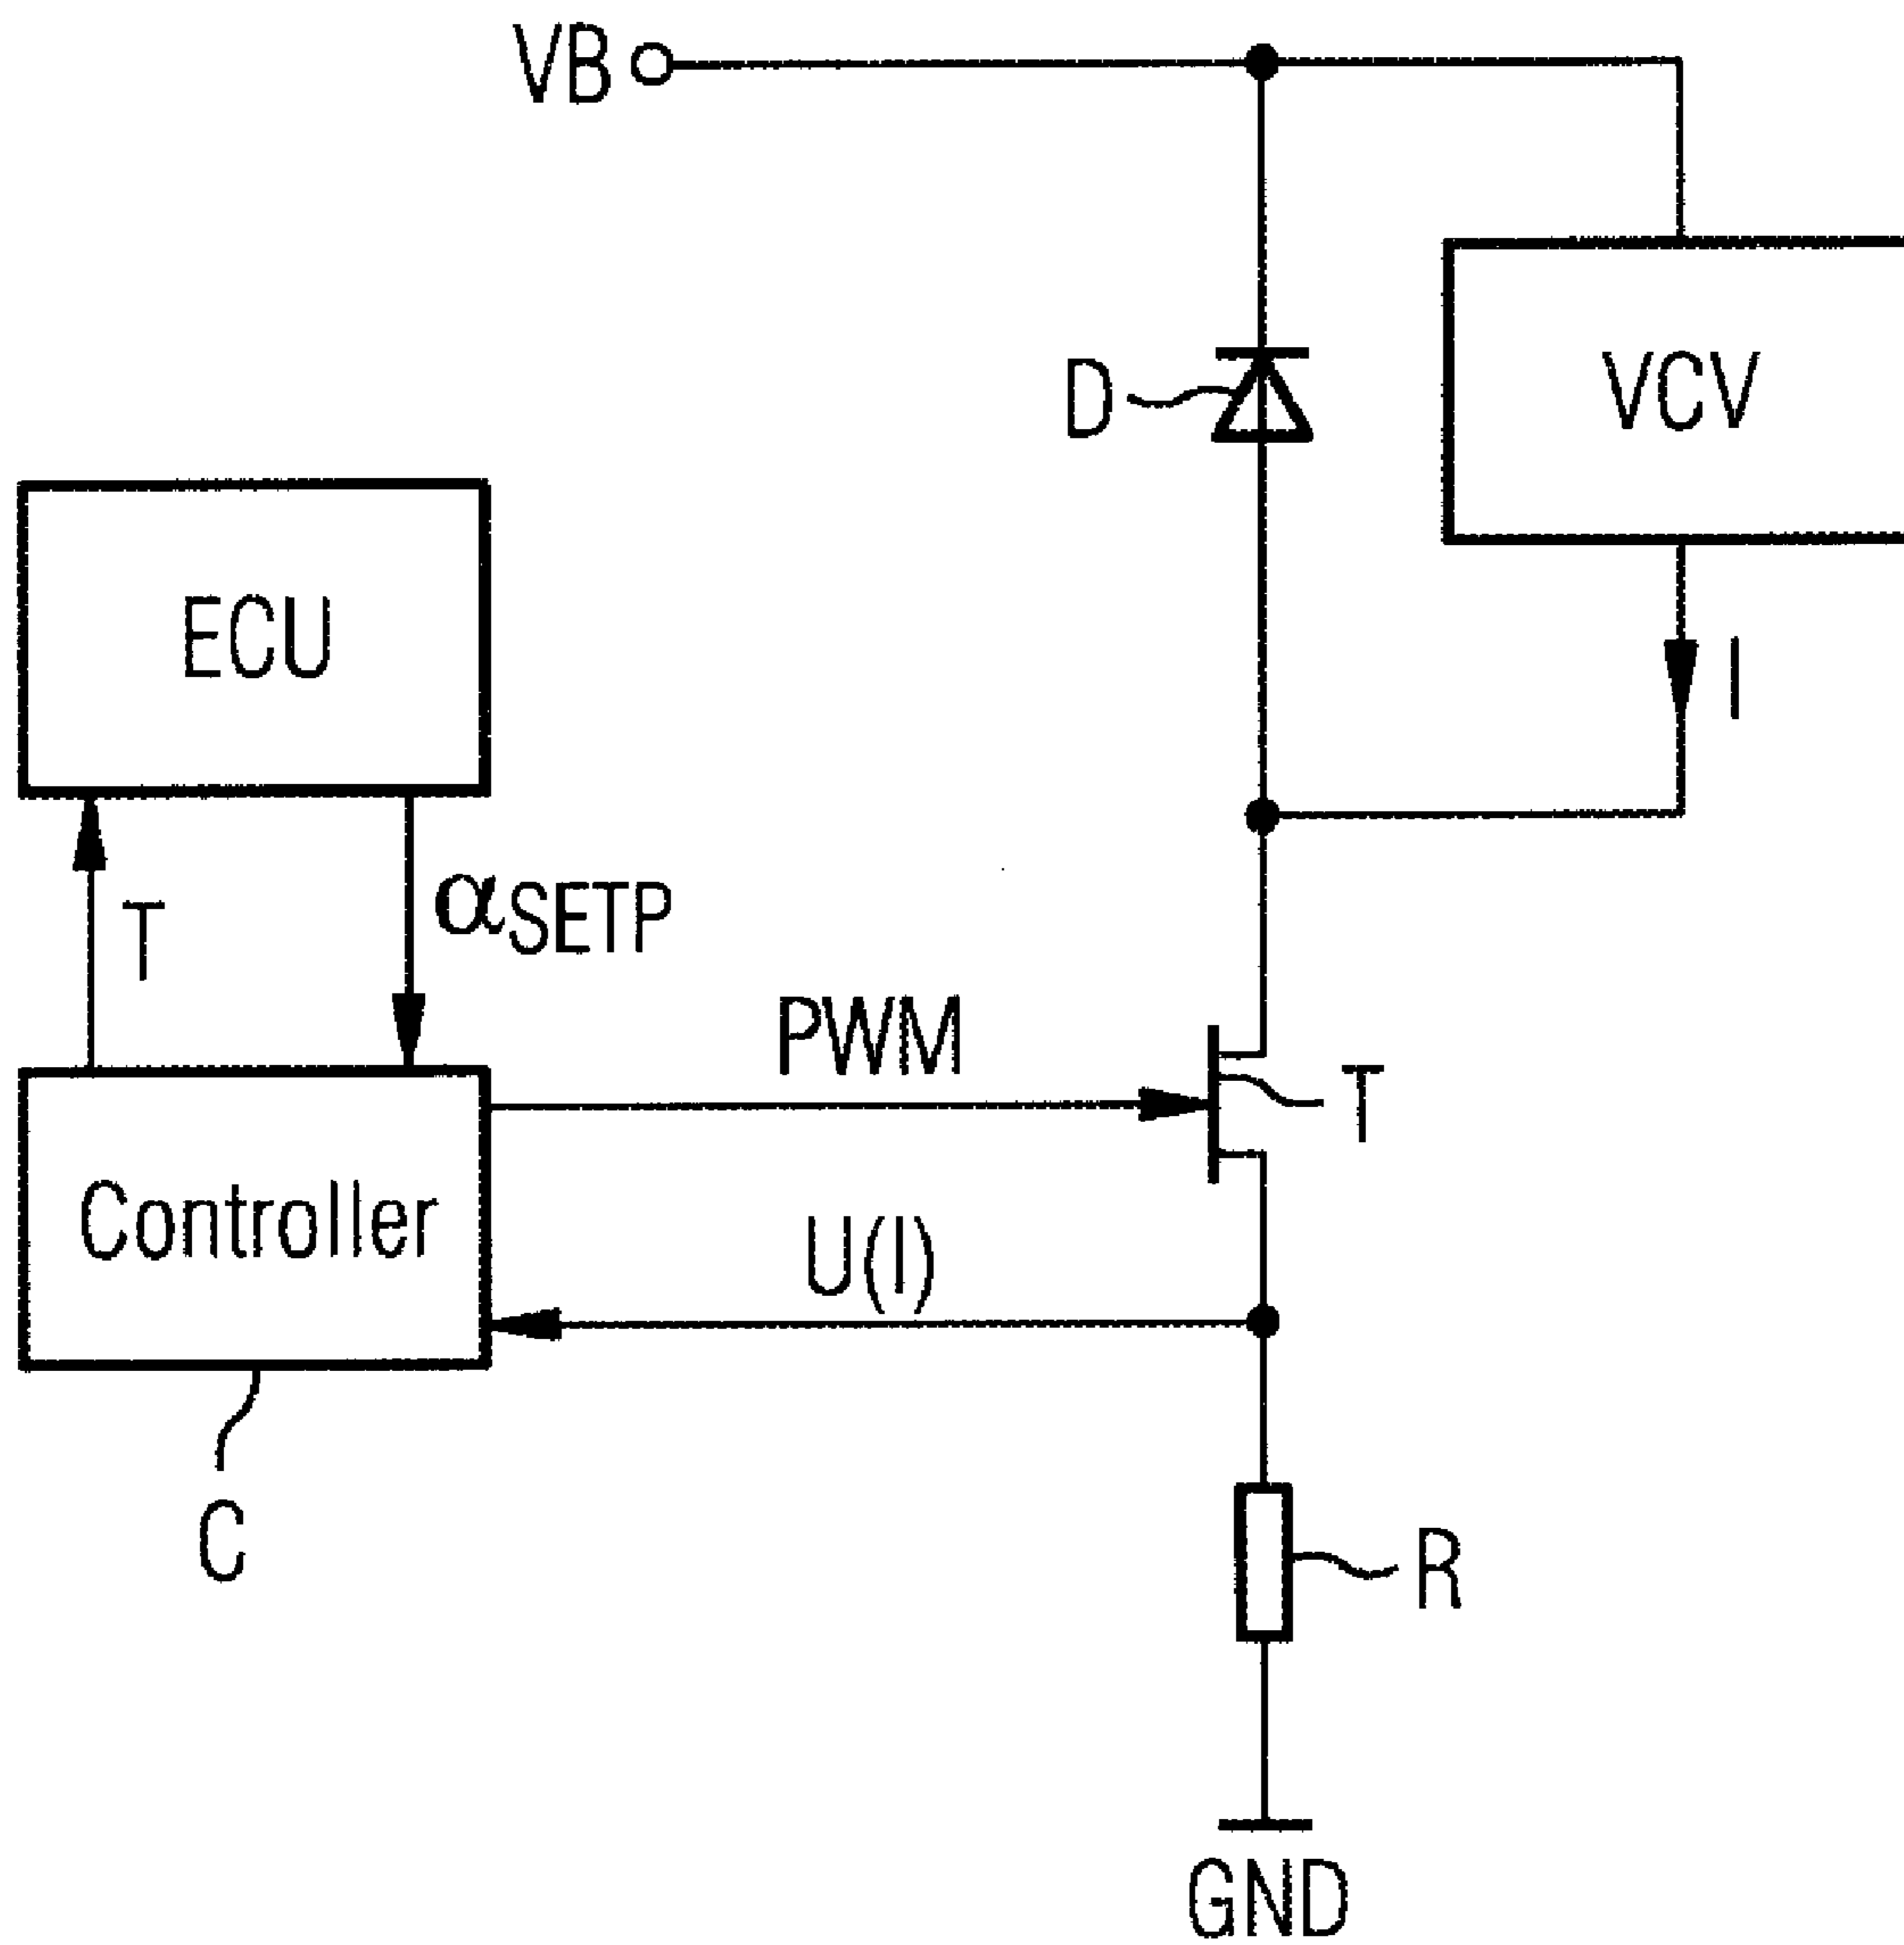 VB
D
VCV
ECU
I
T
αSETP
PWM
T
Controller
U(I)
C
R
GND